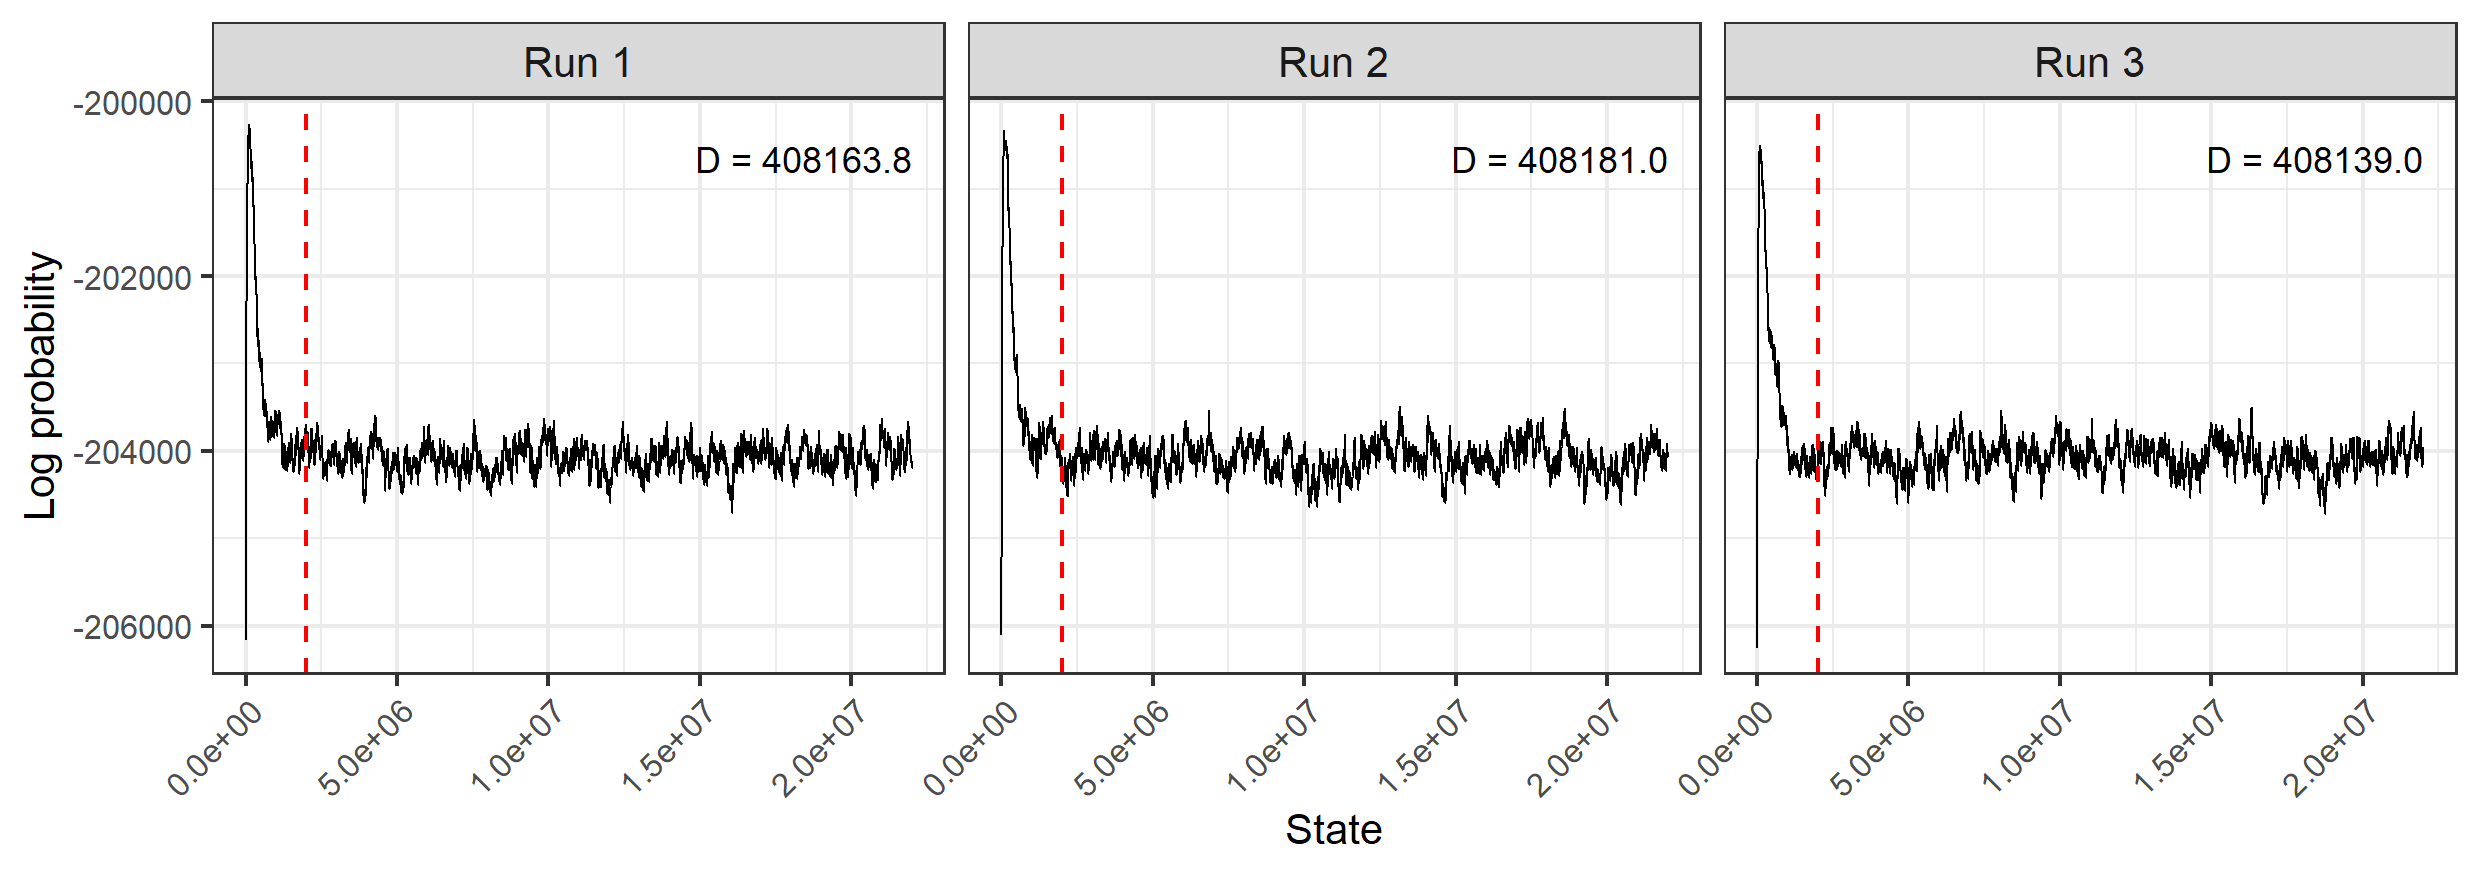 Run 1
Run 2
Run 3
-200000
-202000
-204000
-206000
Log probability
D = 408163.8
D = 408181.0
D = 408139.0
0.0e+00
5.0e+06
1.0e+07
1.5e+07
2.0e+07
0.0e+00
5.0e+06
1.0e+07
1.5e+07
2.0e+07
0.0e+00
5.0e+06
1.0e+07
1.5e+07
2.0e+07
State